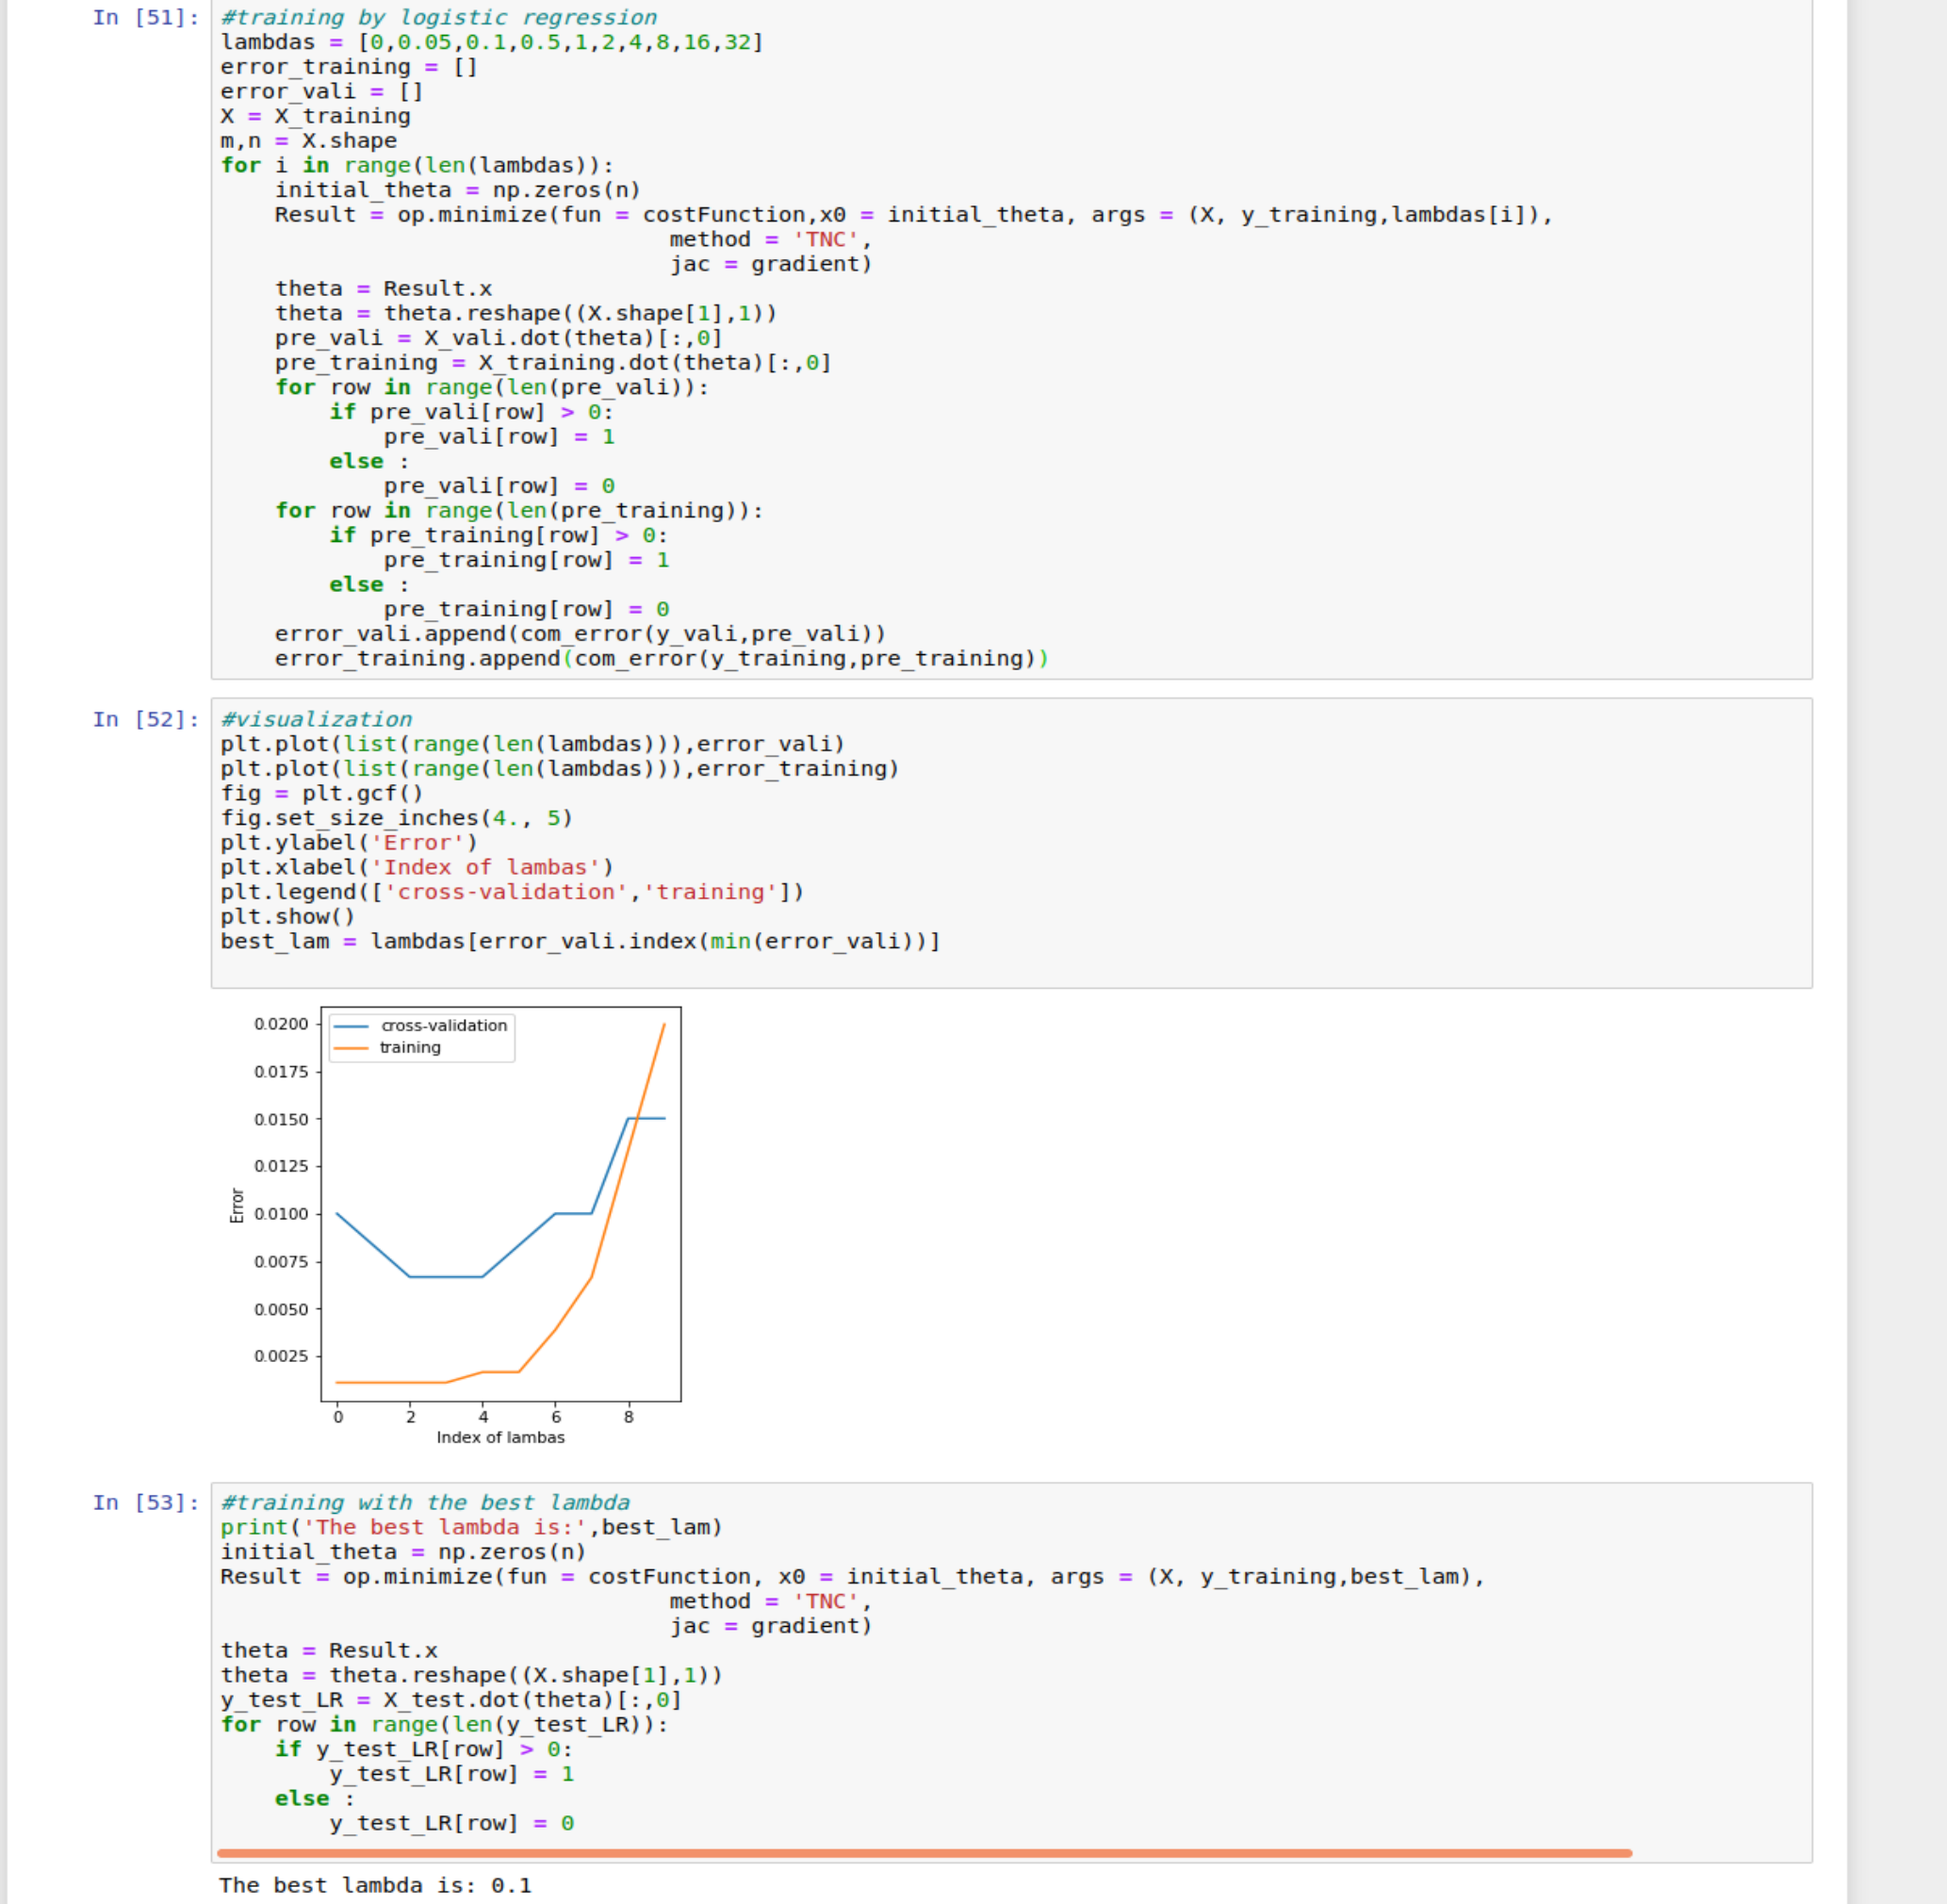 In [51]: #training by logistic regression
lambdas = [0,0.05,0.1,0.5,1,2,4,8,16,32]
error_training = []
error_vali = []
X = X_training
m,n = X.shape
for i in range(len(lambdas)):
    initial_theta = np.zeros(n)
    Result = op.minimize(fun = costFunction,x0 = initial_theta, args = (X, y_training,lambdas[i]),
                                 method = 'TNC',
                                 jac = gradient)
    theta = Result.x
    theta = theta.reshape((X.shape[1],1))
    pre_vali = X_vali.dot(theta)[:,0]
    pre_training = X_training.dot(theta)[:,0]
    for row in range(len(pre_vali)):
        if pre_vali[row] > 0:
            pre_vali[row] = 1
        else :
            pre_vali[row] = 0
    for row in range(len(pre_training)):
        if pre_training[row] > 0:
            pre_training[row] = 1
        else :
            pre_training[row] = 0
    error_vali.append(com_error(y_vali,pre_vali))
    error_training.append(com_error(y_training,pre_training))
In [52]: #visualization
plt.plot(list(range(len(lambdas))),error_vali)
plt.plot(list(range(len(lambdas))),error_training)
fig = plt.gcf()
fig.set_size_inches(4., 5)
plt.ylabel('Error')
plt.xlabel('Index of lambas')
plt.legend(['cross-validation','training'])
plt.show()
best_lam = lambdas[error_vali.index(min(error_vali))]
cross-validation
training
0.0200
0.0175
0.0150
0.0125
0.0100
0.0075
0.0050
0.0025
Error
0 2 4 6 8
Index of lambas
In [53]: #training with the best lambda
print('The best lambda is:',best_lam)
initial_theta = np.zeros(n)
Result = op.minimize(fun = costFunction, x0 = initial_theta, args = (X, y_training,best_lam),
                                 method = 'TNC',
                                 jac = gradient)
theta = Result.x
theta = theta.reshape((X.shape[1],1))
y_test_LR = X_test.dot(theta)[:,0]
for row in range(len(y_test_LR)):
    if y_test_LR[row] > 0:
        y_test_LR[row] = 1
    else :
        y_test_LR[row] = 0
The best lambda is: 0.1